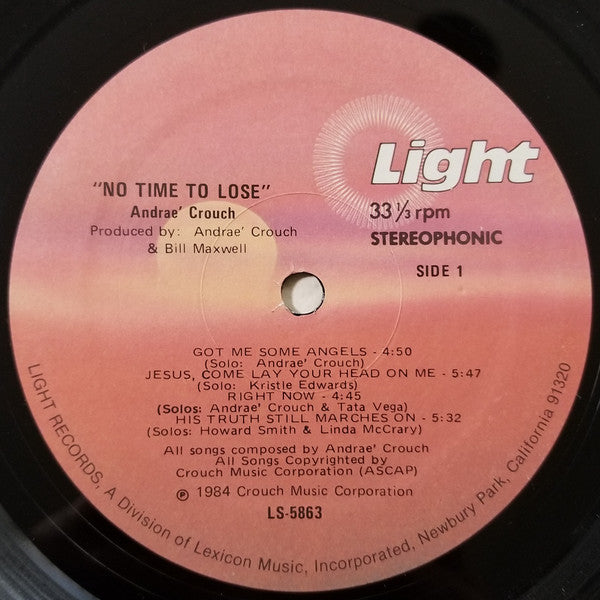 Light
"NO TIME TO LOSE"
Andrae' Crouch
Produced by: Andrae' Crouch
& Bill Maxwell
33 ⅓ rpm
STEREOPHONIC
SIDE 1
GOT ME SOME ANGELS - 4:50
(Solo: Andrae' Crouch)
JESUS, COME LAY YOUR HEAD ON ME - 5:47
(Solo: Kristle Edwards)
RIGHT NOW - 4:45
(Solos: Andrae' Crouch & Tata Vega)
HIS TRUTH STILL MARCHES ON - 5:32
(Solos: Howard Smith & Linda McCrary)
All songs composed by Andrae' Crouch
All Songs Copyrighted by
Crouch Music Corporation (ASCAP)
℗ 1984 Crouch Music Corporation
LS-5863
LIGHT RECORDS, A Division of Lexicon Music, Incorporated, Newbury Park, California 91320